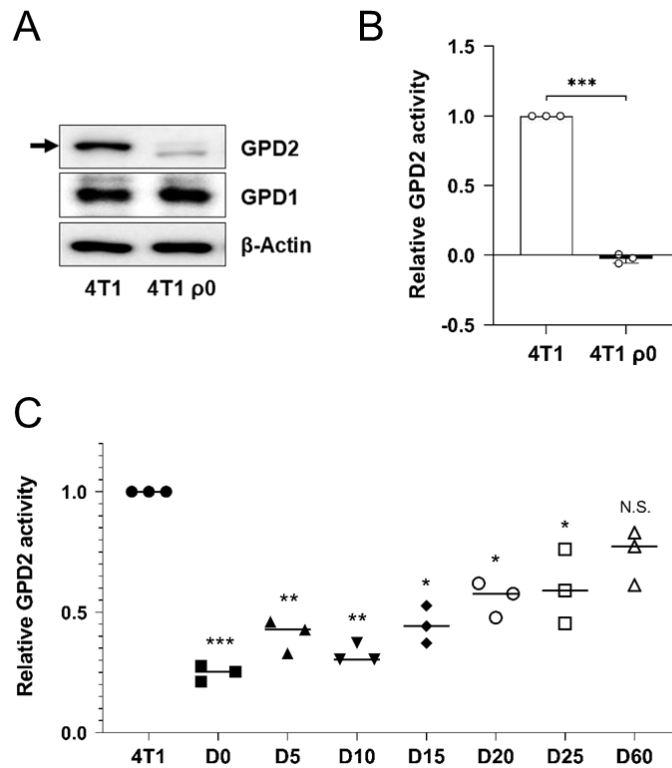 A
GPD2
GPD1
β-Actin
4T1 4T1 ρ0
B
Relative GPD2 activity
1.5
1.0
0.5
0.0
-0.5
***
4T1 4T1 ρ0
C
Relative GPD2 activity
1.0
0.5
0.0
*** ** ** * * * N.S.
4T1 D0 D5 D10 D15 D20 D25 D60